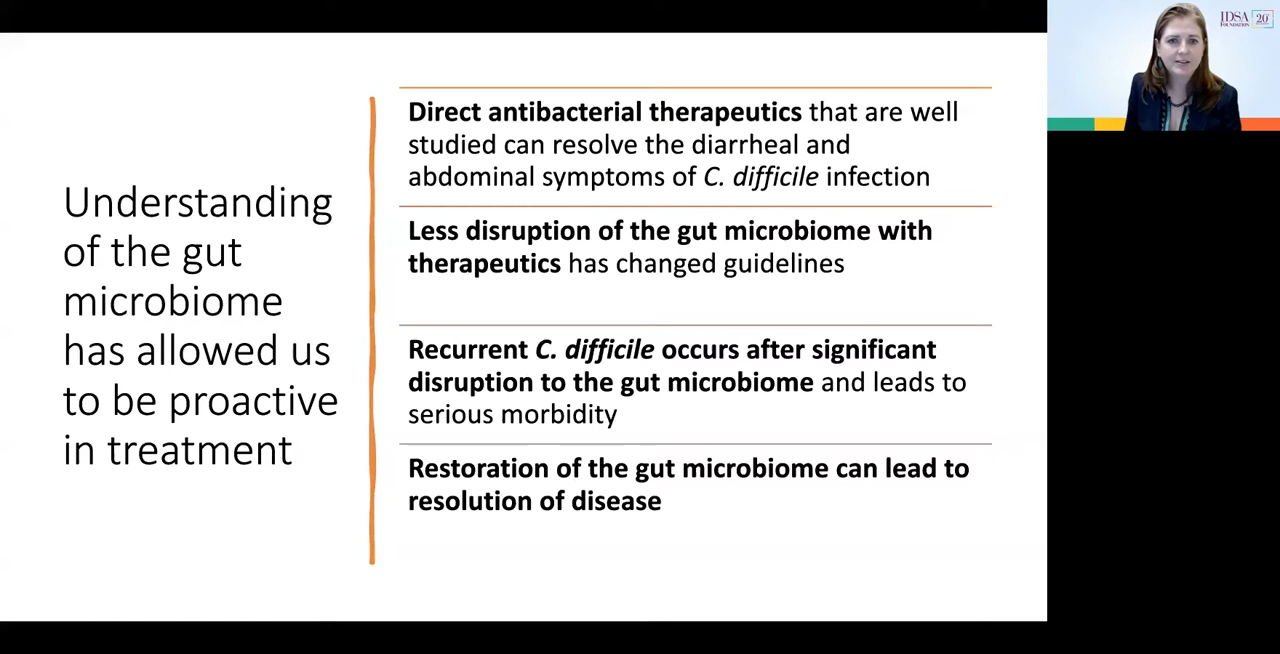 Understanding
of the gut
microbiome
has allowed us
to be proactive
in treatment
Direct antibacterial therapeutics that are well
studied can resolve the diarrheal and
abdominal symptoms of C. difficile infection
Less disruption of the gut microbiome with
therapeutics has changed guidelines
Recurrent C. difficile occurs after significant
disruption to the gut microbiome and leads to
serious morbidity
Restoration of the gut microbiome can lead to
resolution of disease
IDSA
FOUNDATION
20